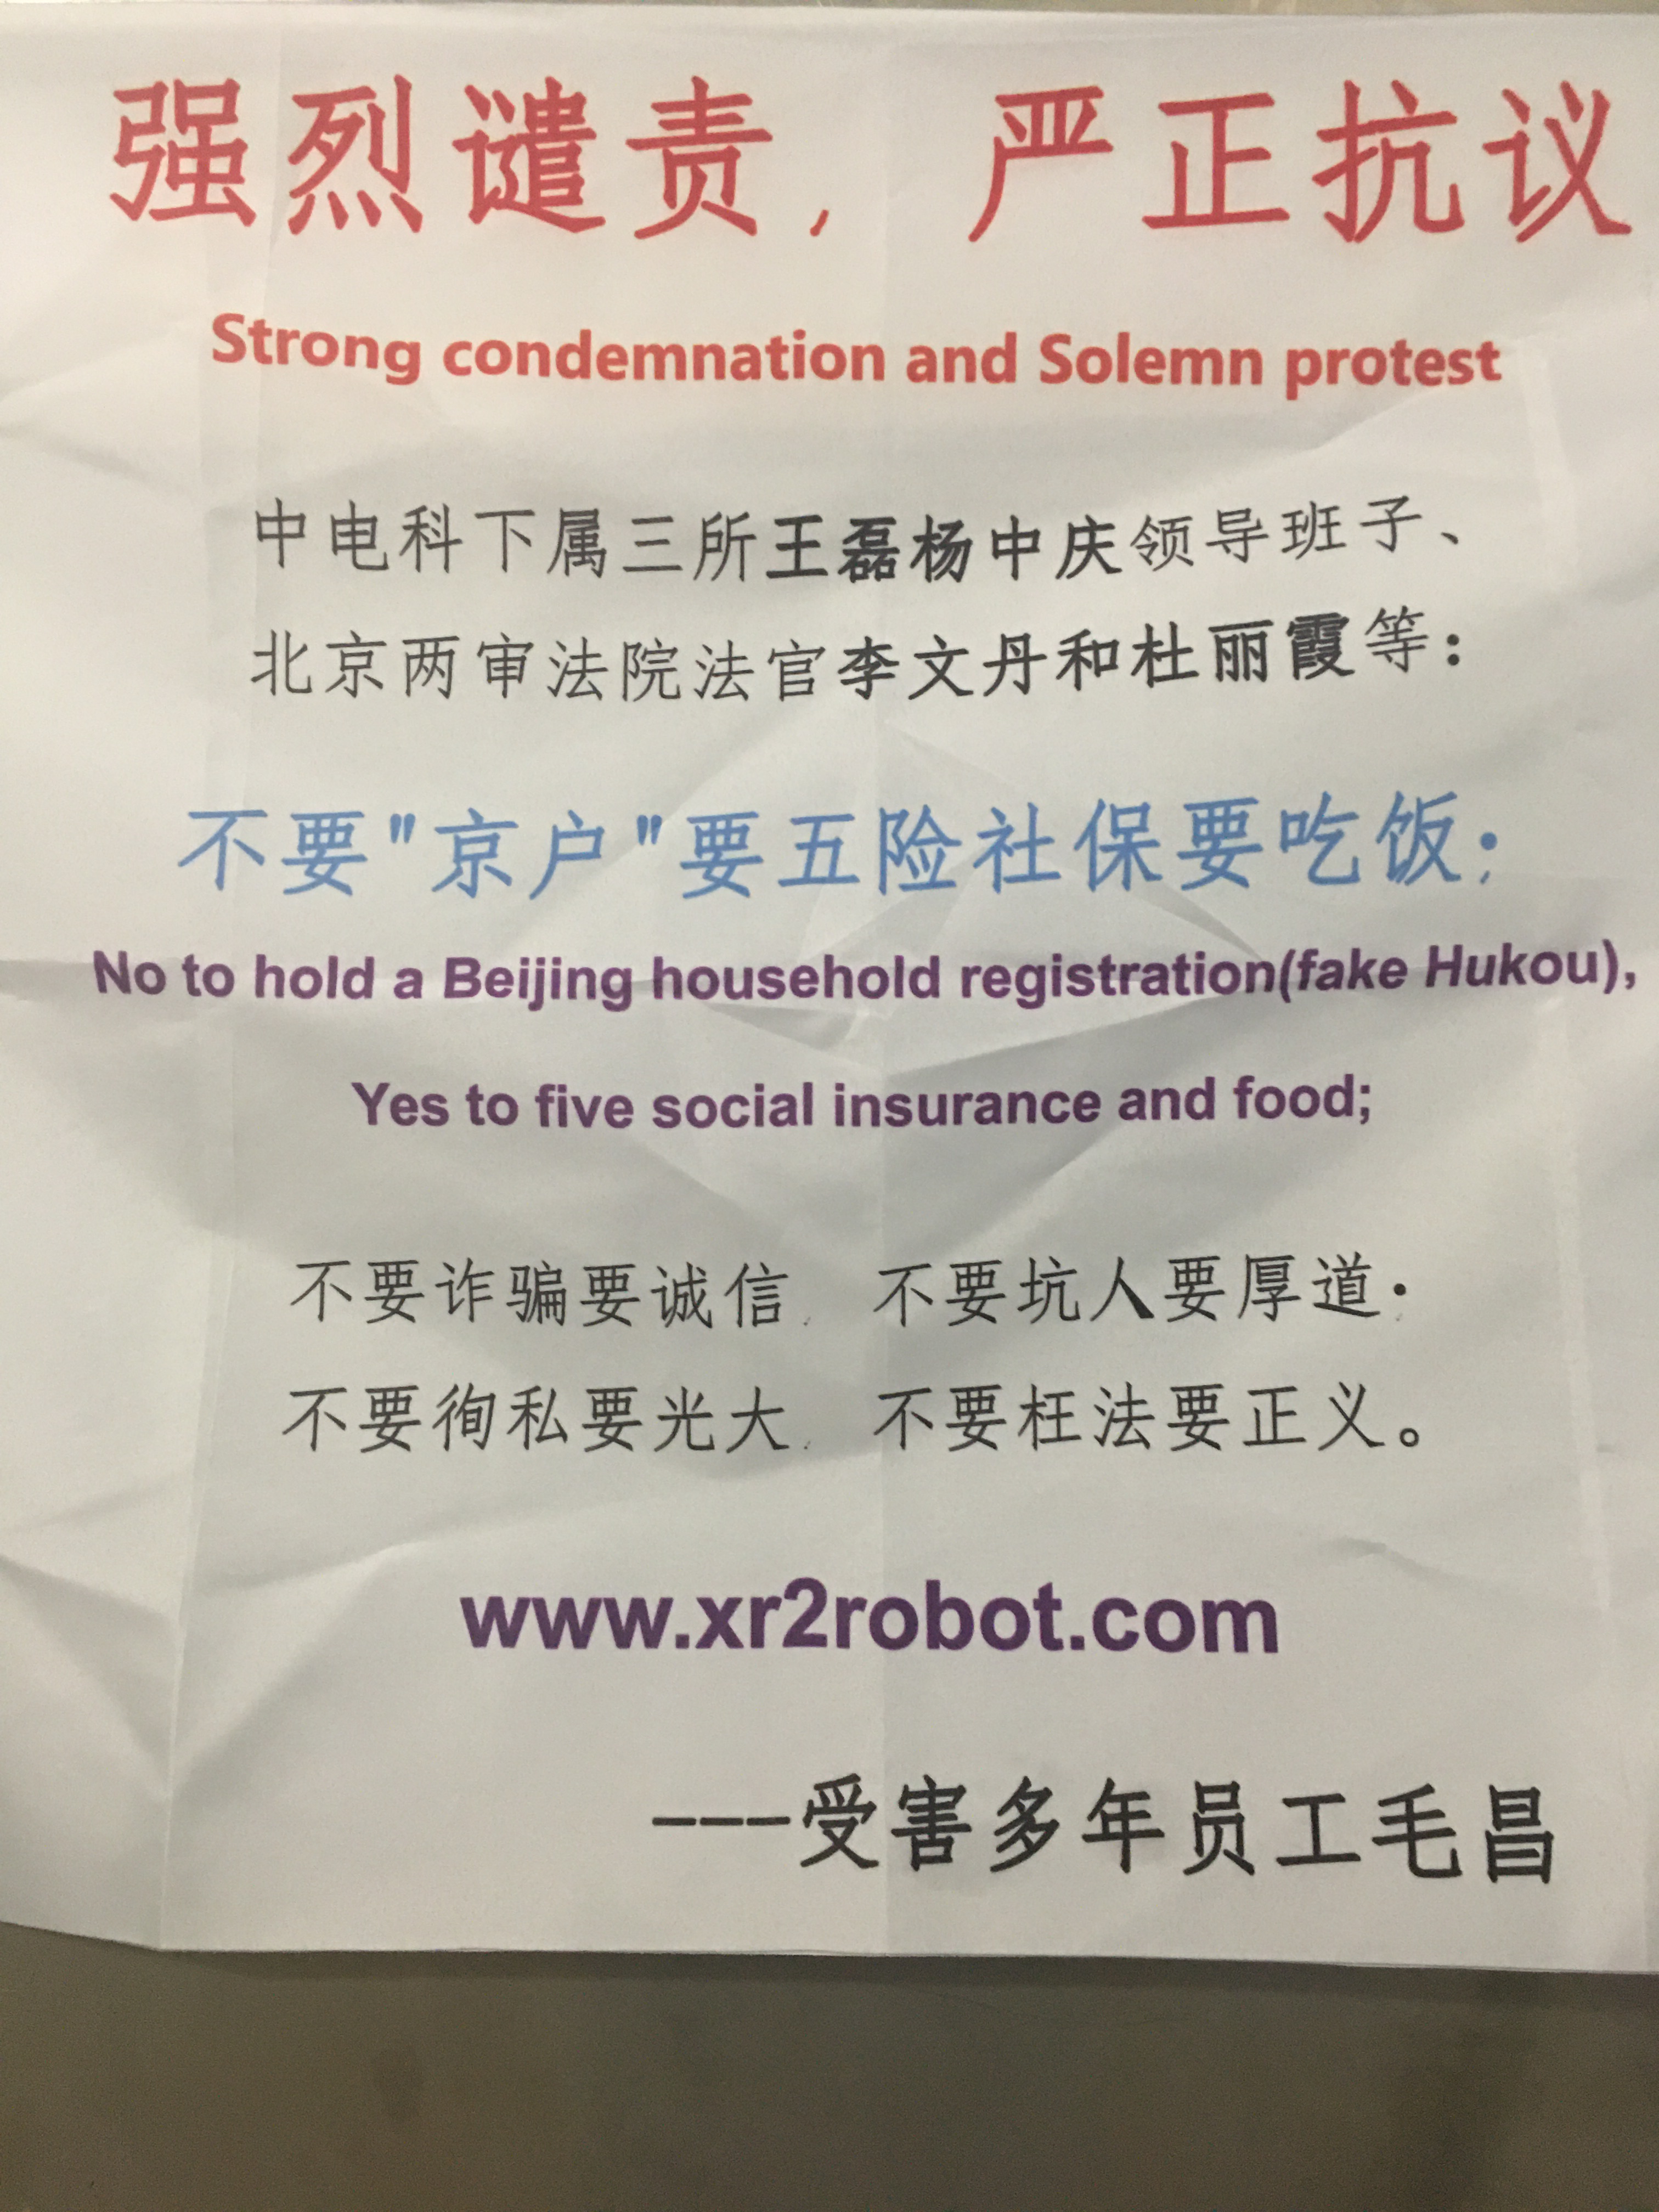 强烈谴责，严正抗议
Strong condemnation and Solemn protest
中电科下属三所王磊杨中庆领导班子、
北京两审法院法官李文丹和杜丽霞等：
不要"京户"要五险社保要吃饭；
No to hold a Beijing household registration(fake Hukou),
Yes to five social insurance and food;
不要诈骗要诚信，不要坑人要厚道；
不要徇私要光大，不要枉法要正义。
www.xr2robot.com
---受害多年员工毛昌